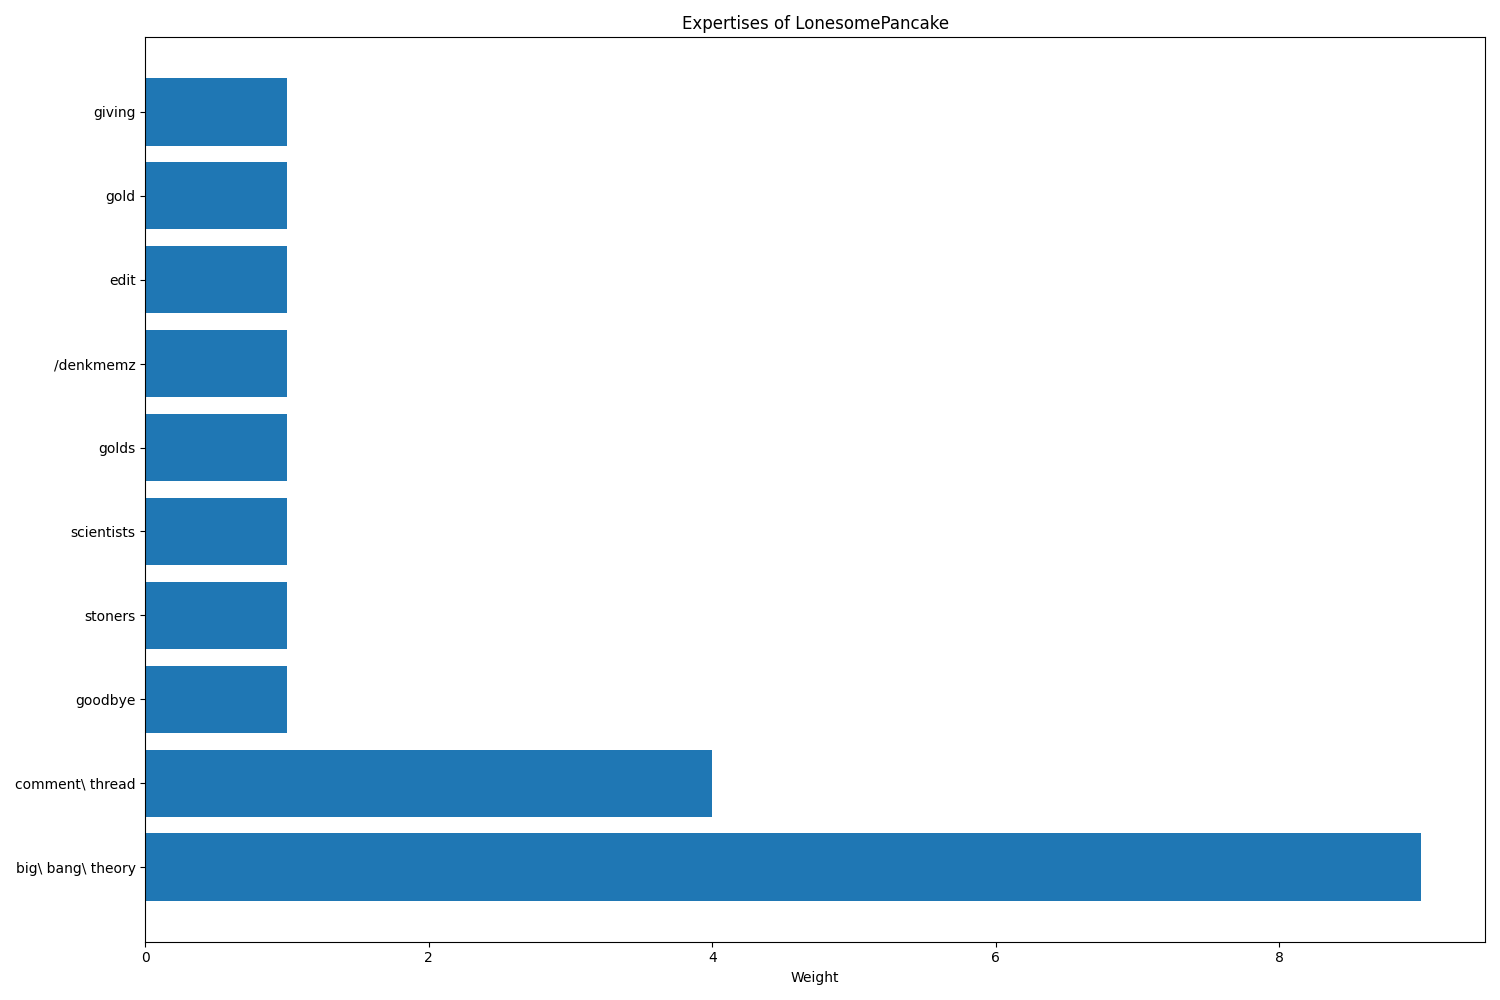 Expertises of LonesomePancake
giving
gold
edit
/denkmemz
golds
scientists
stoners
goodbye
comment\ thread
big\ bang\ theory
0 2 4 6 8
Weight